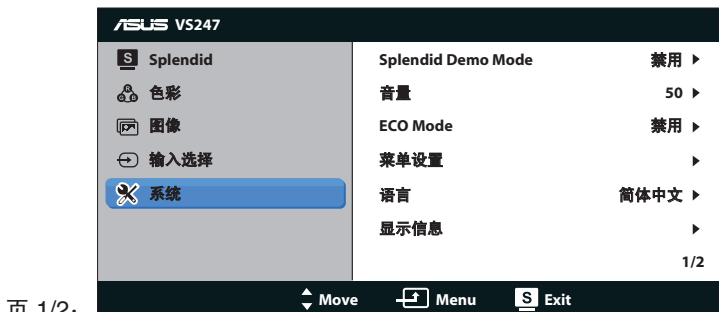 ASUS VS247
S Splendid
色彩
图像
输入选择
系统
Splendid Demo Mode 禁用
音量 50
ECO Mode 禁用
菜单设置
语言 简体中文
显示信息
1/2
Move Menu S Exit
页 1/2: